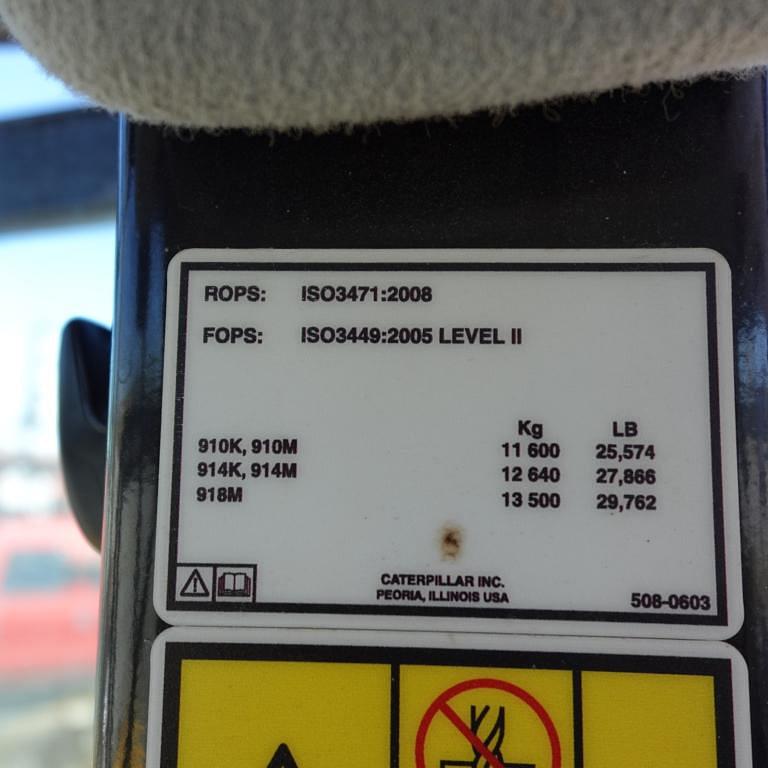 ROPS: ISO3471:2008
FOPS: ISO3449:2005 LEVEL II
Kg LB
910K, 910M 11 600 25,574
914K, 914M 12 640 27,866
918M 13 500 29,762
CATERPILLAR INC.
PEORIA, ILLINOIS USA
508-0603